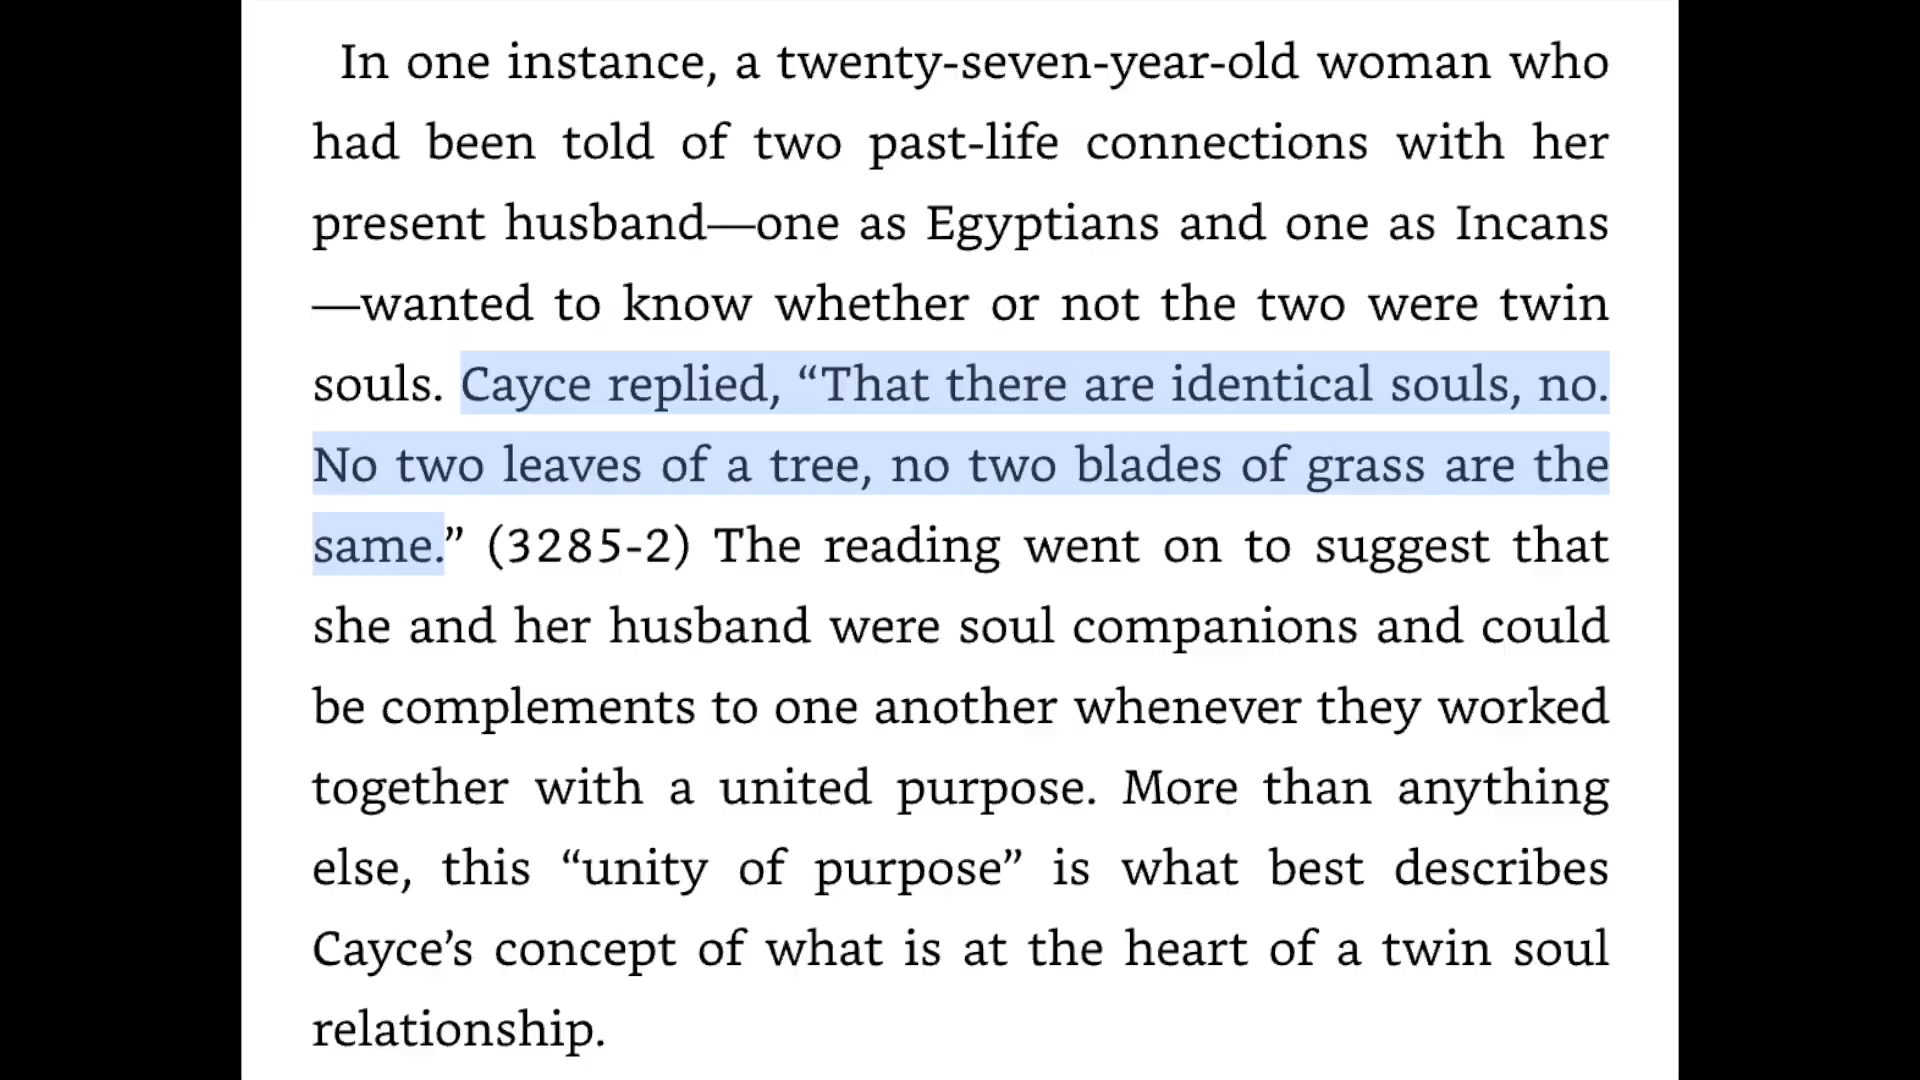 In one instance, a twenty-seven-year-old woman who
had been told of two past-life connections with her
present husband—one as Egyptians and one as Incans
—wanted to know whether or not the two were twin
souls. Cayce replied, “That there are identical souls, no.
No two leaves of a tree, no two blades of grass are the
same.” (3285-2) The reading went on to suggest that
she and her husband were soul companions and could
be complements to one another whenever they worked
together with a united purpose. More than anything
else, this “unity of purpose” is what best describes
Cayce’s concept of what is at the heart of a twin soul
relationship.